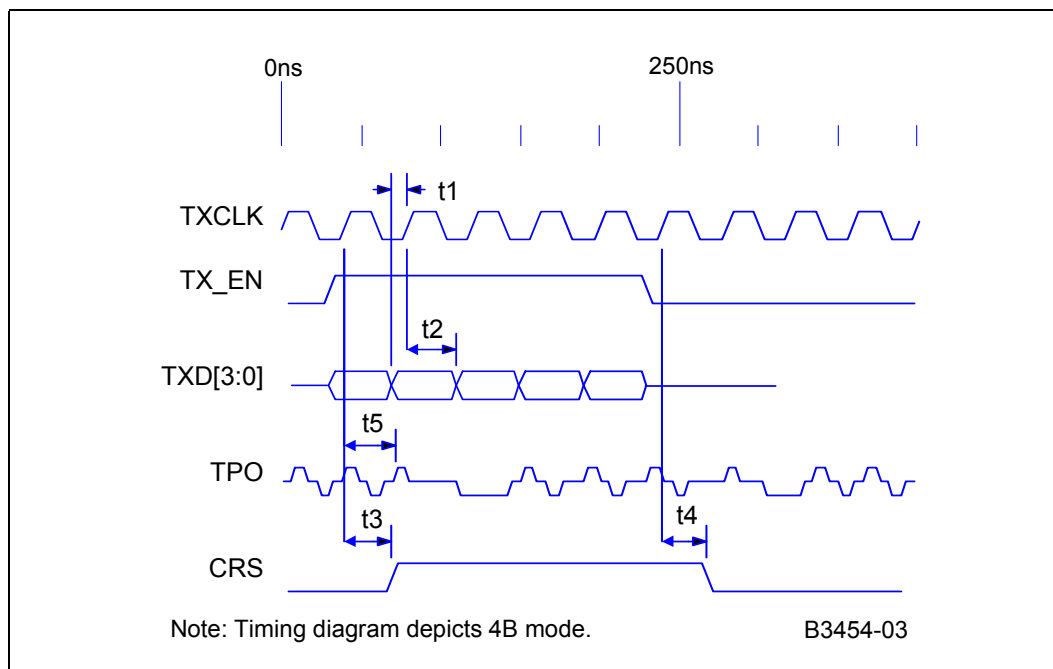 0ns 250ns
t1
TXCLK
TX_EN
t2
TXD[3:0]
t5
TPO
t3 t4
CRS
Note: Timing diagram depicts 4B mode. B3454-03